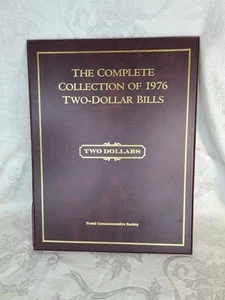 THE COMPLETE
COLLECTION OF 1976
TWO-DOLLAR BILLS
TWO DOLLARS
Postal Commemorative Society